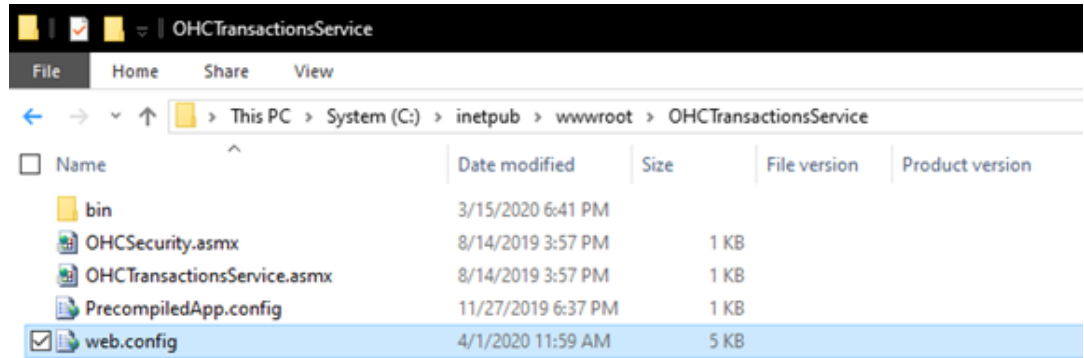 OHCTransactionsService
File Home Share View
This PC > System (C:) > inetpub > wwwroot > OHCTransactionsService
Name Date modified Size File version Product version
bin 3/15/2020 6:41 PM
OHCSecurity.asmx 8/14/2019 3:57 PM 1 KB
OHCTransactionsService.asmx 8/14/2019 3:57 PM 1 KB
PrecompiledApp.config 11/27/2019 6:37 PM 1 KB
web.config 4/1/2020 11:59 AM 5 KB